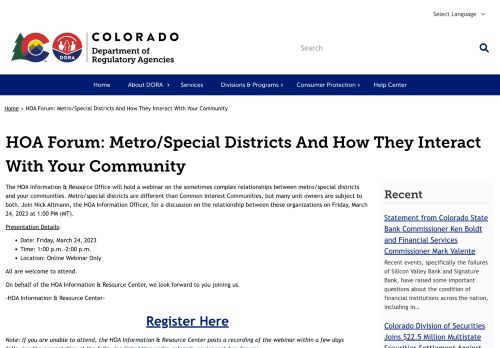 Select Language
COLORADO
Department of
Regulatory Agencies
DORA
Search
Home
About DORA
Services
Divisions & Programs
Consumer Protection
Help Center
Home › HOA Forum: Metro/Special Districts And How They Interact With Your Community
HOA Forum: Metro/Special Districts And How They Interact
With Your Community
The HOA Information & Resource Office will hold a webinar on the sometimes complex relationships between metro/special districts
and your communities. Metro/special districts are different than Common Interest Communities, but many unit owners are subject to
both. Join Nick Altmann, the HOA Information Officer, for a discussion on the relationship between these organizations on Friday, March
24, 2023 at 1:00 PM (MT).
Presentation Details:
• Date: Friday, March 24, 2023
• Time: 1:00 p.m.-2:00 p.m.
• Location: Online Webinar Only
All are welcome to attend.
On behalf of the HOA Information & Resource Center, we look forward to you joining us.
-HOA Information & Resource Center-
Register Here
Note: If you are unable to attend, the HOA Information & Resource Center posts a recording of the webinar within a few days
Recent
Statement from Colorado State
Bank Commissioner Ken Boldt
and Financial Services
Commissioner Mark Valente
Recent events, specifically the failures
of Silicon Valley Bank and Signature
Bank, have raised some important
questions about the condition of
financial institutions across the nation,
including in...
Colorado Division of Securities
Joins $22.5 Million Multistate
Securities Settlement Against